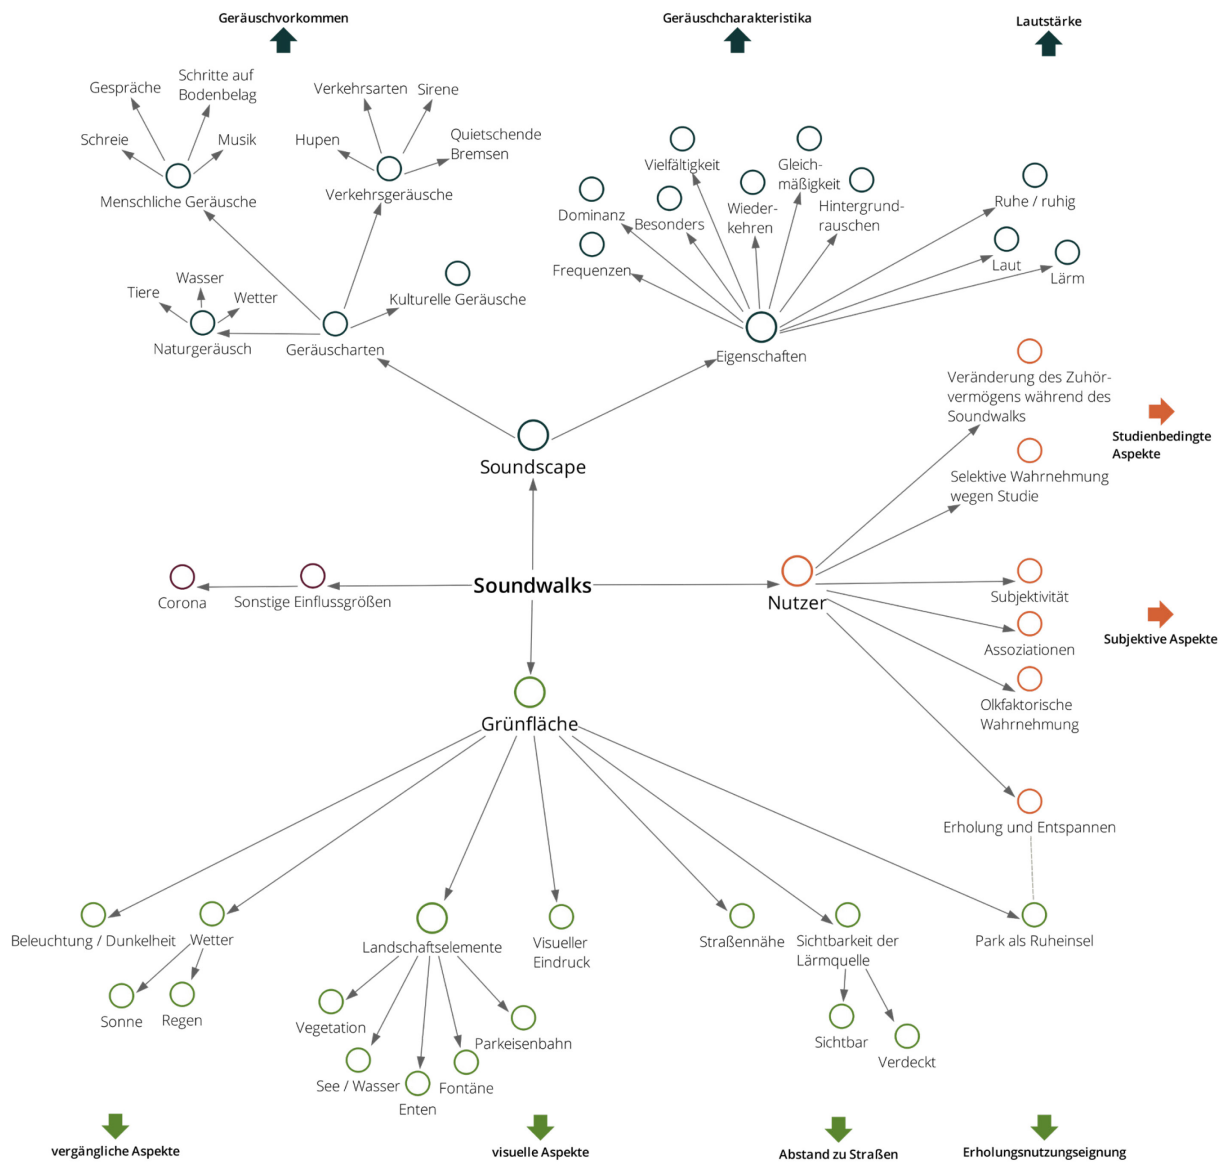 Geräuschvorkommen
Geräuschcharakteristika
Lautstärke
Gespräche
Schritte auf
Bodenbelag
Schreie
Musik
Menschliche Geräusche
Verkehrsarten
Sirene
Hupen
Quietschende
Bremsen
Verkehrsgeräusche
Vielfältigkeit
Gleich-
mäßigkeit
Dominanz
Besonders
Wieder-
kehren
Hintergrund-
rauschen
Frequenzen
Ruhe / ruhig
Laut
Lärm
Wasser
Tiere
Wetter
Naturgeräusch
Geräuscharten
Kulturelle Geräusche
Eigenschaften
Soundscape
Veränderung des Zuhör-
vermögens während des
Soundwalks
Studienbedingte
Aspekte
Selektive Wahrnehmung
wegen Studie
Corona
Sonstige Einflussgrößen
Soundwalks
Nutzer
Subjektivität
Assoziationen
Subjektive Aspekte
Olkfaktorische
Wahrnehmung
Grünfläche
Erholung und Entspannen
Beleuchtung / Dunkelheit
Wetter
Landschaftselemente
Visueller
Eindruck
Straßennähe
Sichtbarkeit der
Lärmquelle
Park als Ruheinsel
Sonne
Regen
Vegetation
Parkeisenbahn
See / Wasser
Fontäne
Enten
Sichtbar
Verdeckt
vergängliche Aspekte
visuelle Aspekte
Abstand zu Straßen
Erholungsnutzungseignung